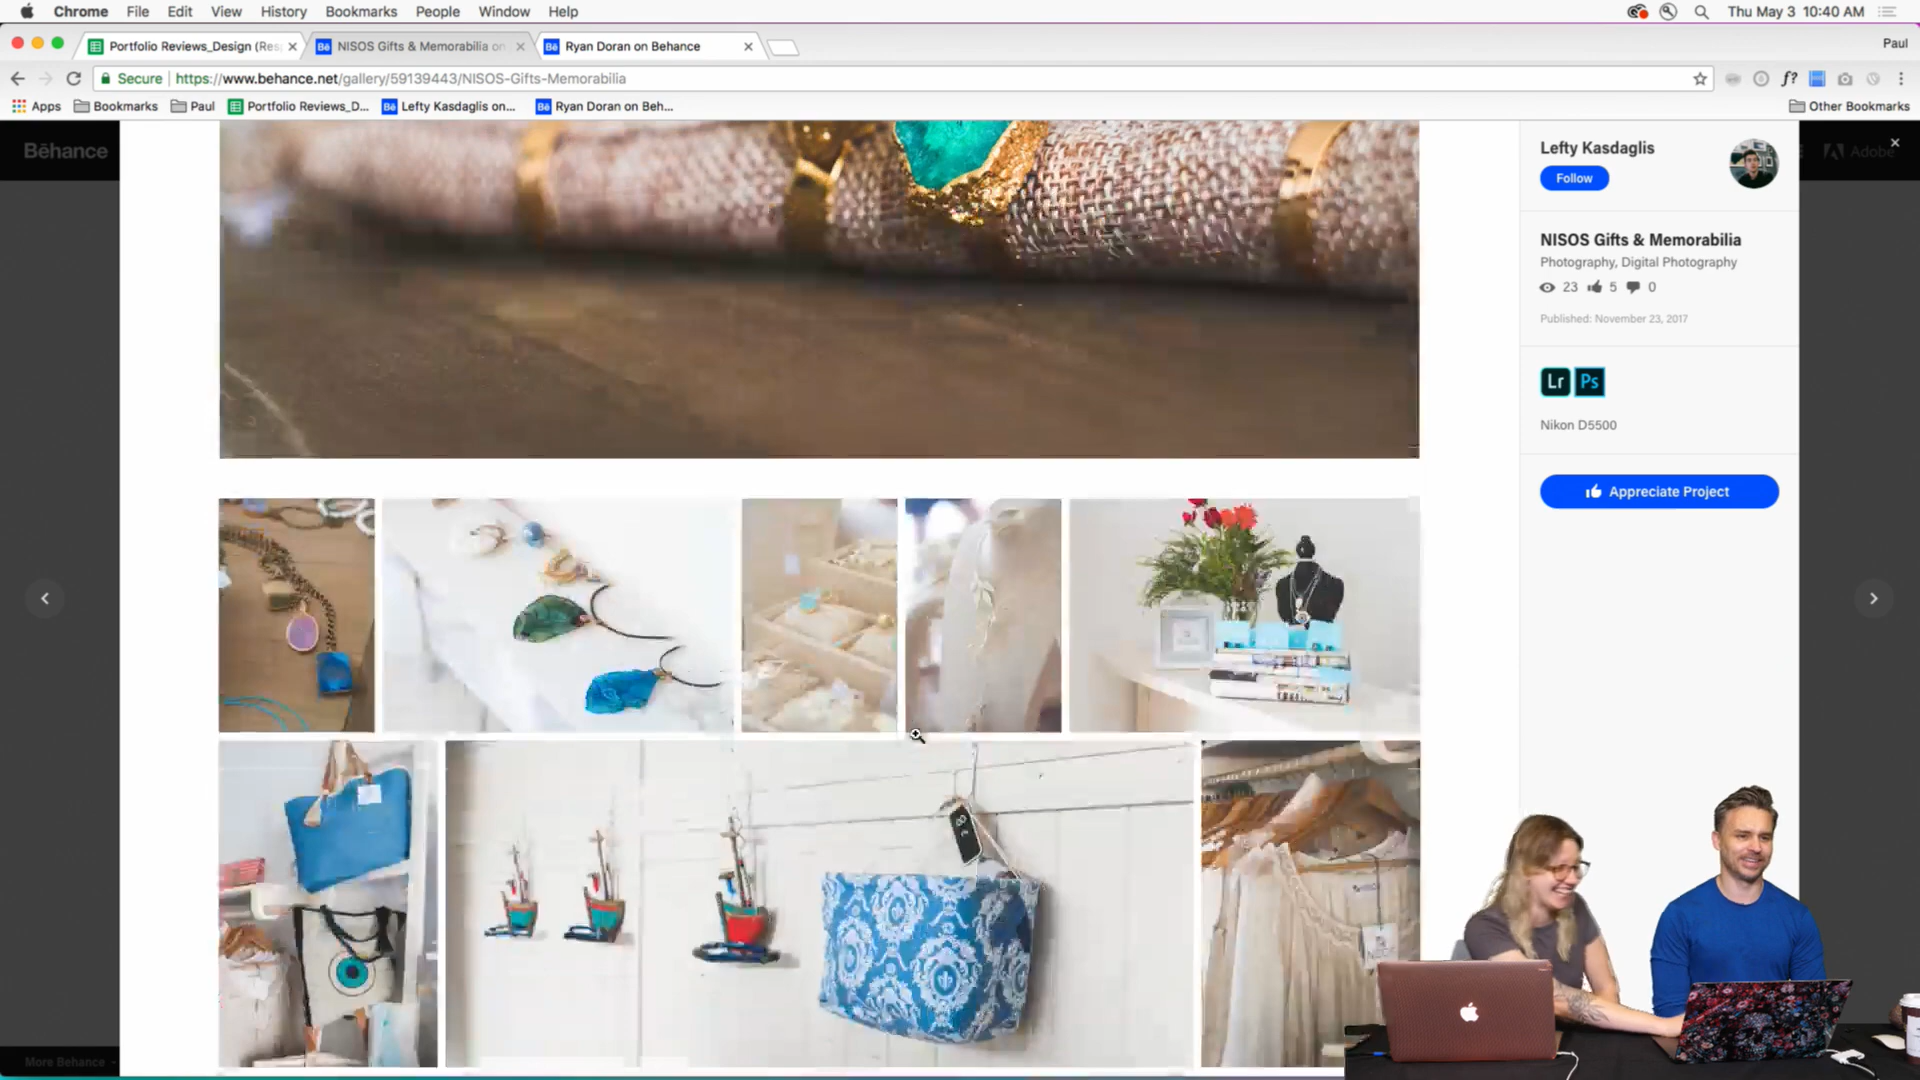 Chrome File Edit View History Bookmarks People Window Help
Thu May 3 10:40 AM
Portfolio Reviews_Design (Res
NISOS Gifts & Memorabilia on
Ryan Doran on Behance
Paul
Secure https://www.behance.net/gallery/59139443/NISOS-Gifts-Memorabilia
Apps Bookmarks Paul Portfolio Reviews_D... Lefty Kasdaglis on... Ryan Doran on Beh... Other Bookmarks
Bēhance
Adobe
Lefty Kasdaglis
Follow
NISOS Gifts & Memorabilia
Photography, Digital Photography
23 5 0
Published: November 23, 2017
Lr Ps
Nikon D5500
Appreciate Project
More Behance